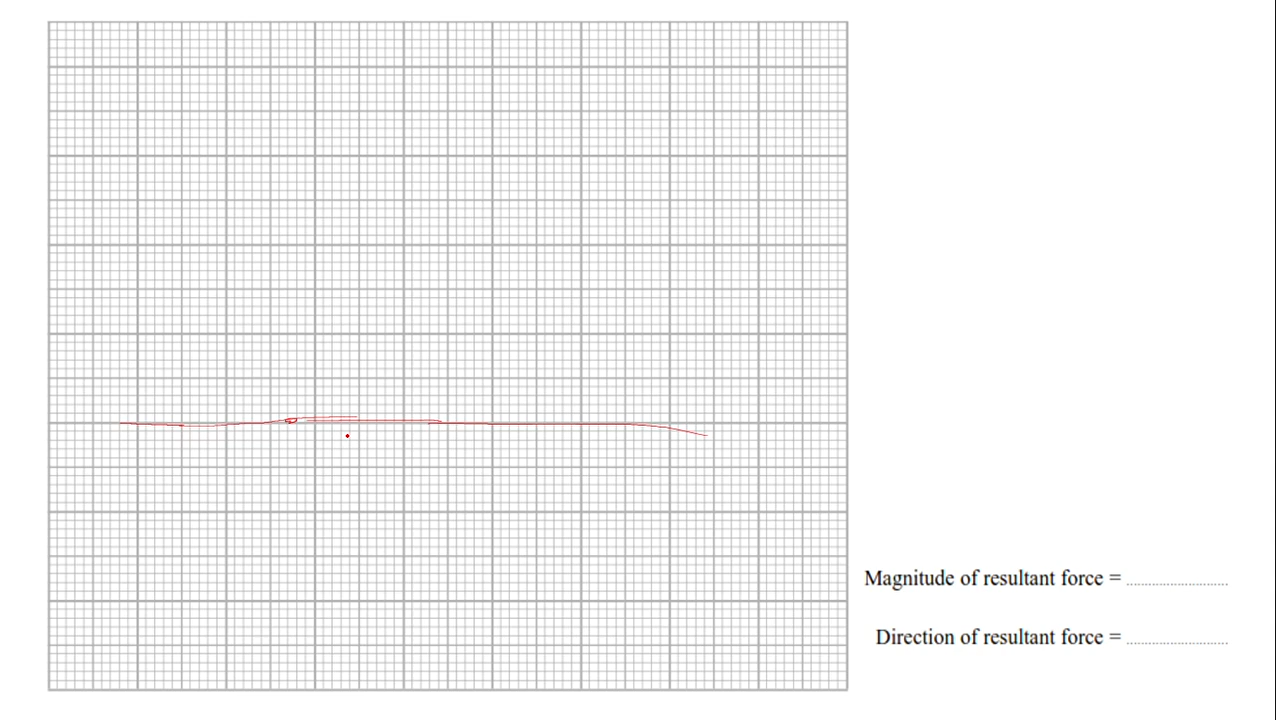 Magnitude of resultant force = ........................
Direction of resultant force = ........................